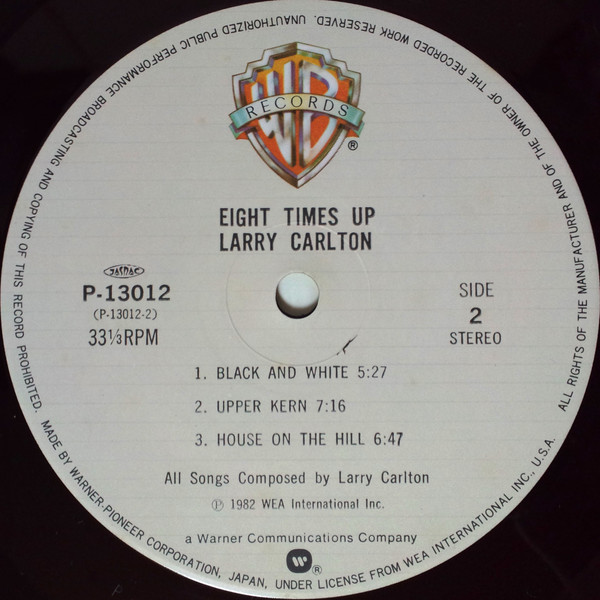 WB
RECORDS
®
EIGHT TIMES UP
LARRY CARLTON
JASRAC
P-13012
(P-13012-2)
33⅓RPM
SIDE
2
STEREO
1. BLACK AND WHITE 5:27
2. UPPER KERN 7:16
3. HOUSE ON THE HILL 6:47
All Songs Composed by Larry Carlton
Ⓟ 1982 WEA International Inc.
a Warner Communications Company
®
ALL RIGHTS OF THE MANUFACTURER AND OF THE OWNER OF THE RECORDED WORK RESERVED. UNAUTHORIZED PUBLIC PERFORMANCE BROADCASTING AND COPYING OF THIS RECORD PROHIBITED. MADE BY WARNER-PIONEER CORPORATION, JAPAN, UNDER LICENSE FROM WEA INTERNATIONAL INC., U.S.A.